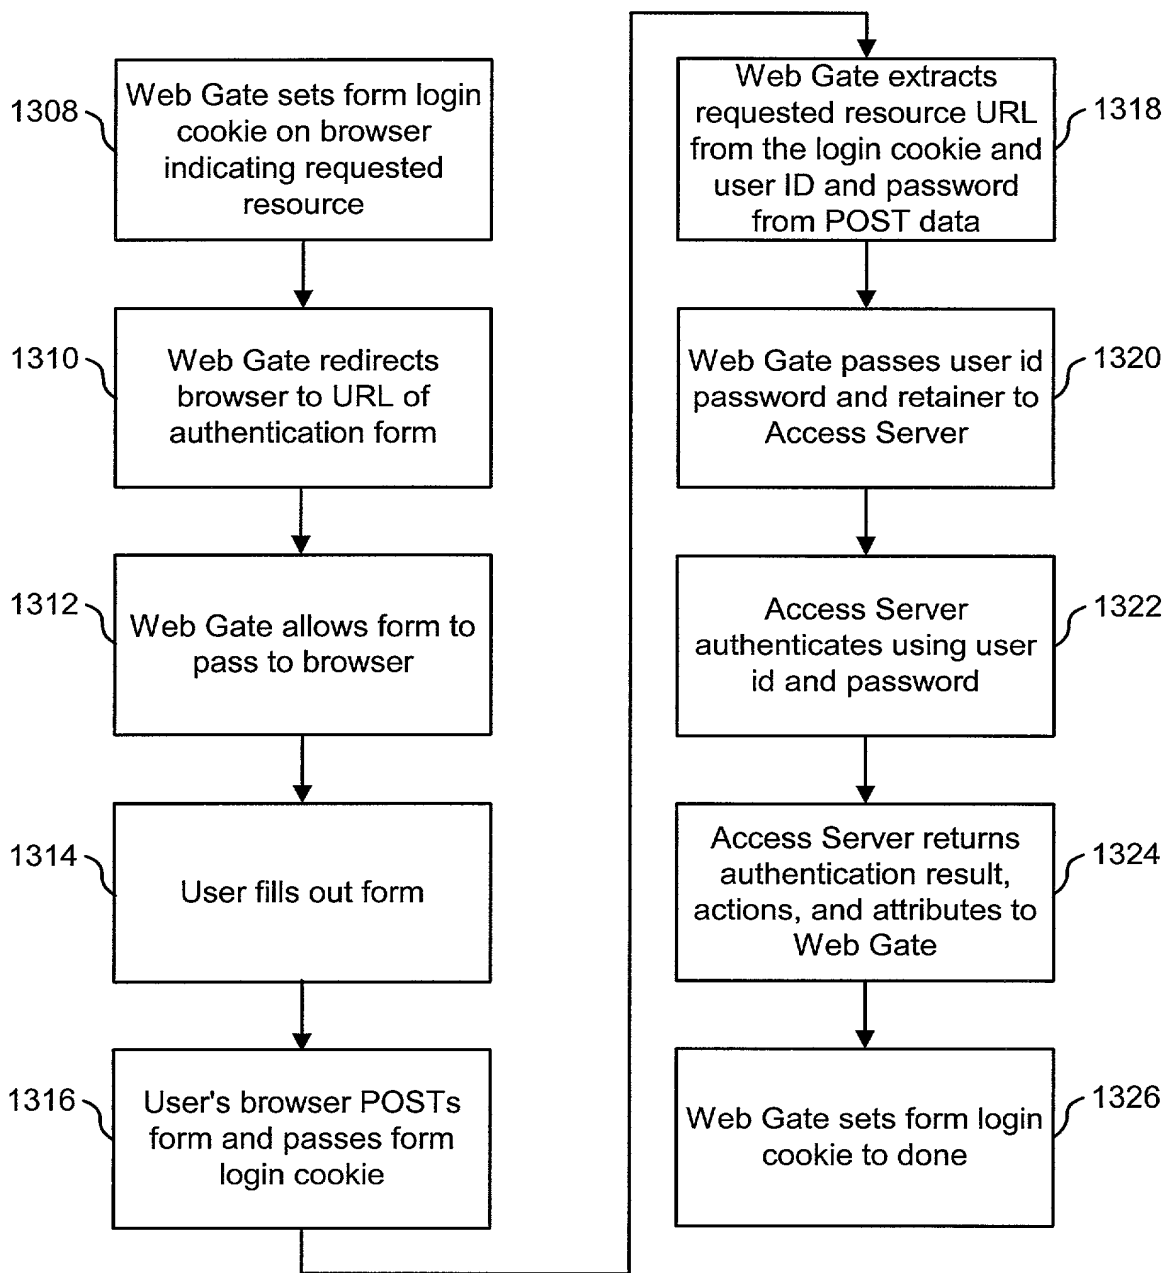 1308
Web Gate sets form login
cookie on browser
indicating requested
resource
1310
Web Gate redirects
browser to URL of
authentication form
1312
Web Gate allows form to
pass to browser
1314
User fills out form
1316
User's browser POSTs
form and passes form
login cookie
Web Gate extracts
requested resource URL
from the login cookie and
user ID and password
from POST data
1318
Web Gate passes user id
password and retainer to
Access Server
1320
Access Server
authenticates using user
id and password
1322
Access Server returns
authentication result,
actions, and attributes to
Web Gate
1324
Web Gate sets form login
cookie to done
1326